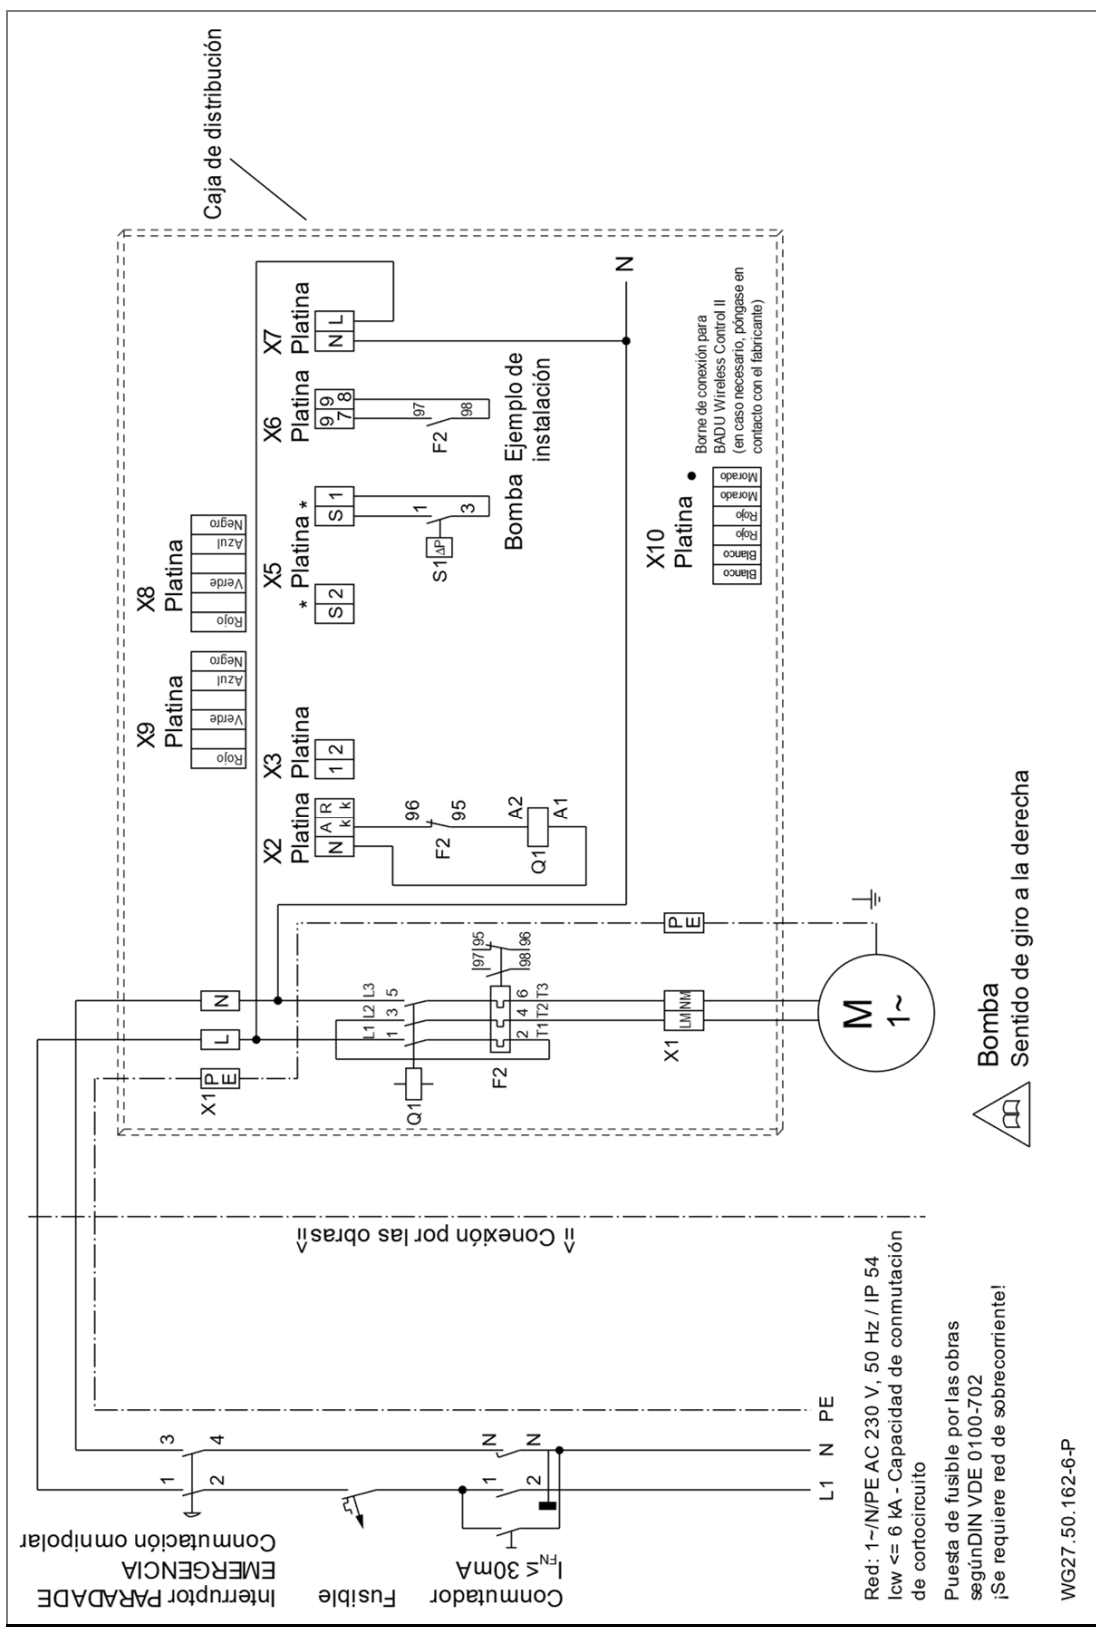 Caja de distribución
X8
Platina
Negro
Azul
Verde
Rojo
X9
Platina
Negro
Azul
Verde
Rojo
X7
Platina
N L
X6
Platina
9 9
7 8
97
98
F2
Ejemplo de
instalación
X5
* Platina *
S 2
S 1
1
3
S1
ΔP
Bomba
X3
Platina
1 2
X2
Platina
N
A R
k k
96
95
F2
A2
A1
Q1
N
X10
Platina
Morado
Morado
Rojo
Rojo
Blanco
Blanco
Borne de conexión para
BADU Wireless Control II
(en caso necesario, póngase en
contacto con el fabricante)
X1
PE
L
N
L1 L2 L3
1 3 5
Q1
F2
2 4 6
T1 T2 T3
97 95
98 96
X1
LM NM
PE
M
1~
Bomba
Sentido de giro a la derecha
¡¡ Conexión por las obras ¡¡
Interruptor PARADADE
EMERGENCIA
Conmutación omnipolar
1 3
2 4
Fusible
Conmutador
IFN ≤ 30mA
1 N
2 N
L1 N PE
Red: 1~/N/PE AC 230 V, 50 Hz / IP 54
Icw <= 6 kA - Capacidad de conmutación
de cortocircuito
Puesta de fusible por las obras
segúnDIN VDE 0100-702
¡Se requiere red de sobrecorriente!
WG27.50.162-6-P